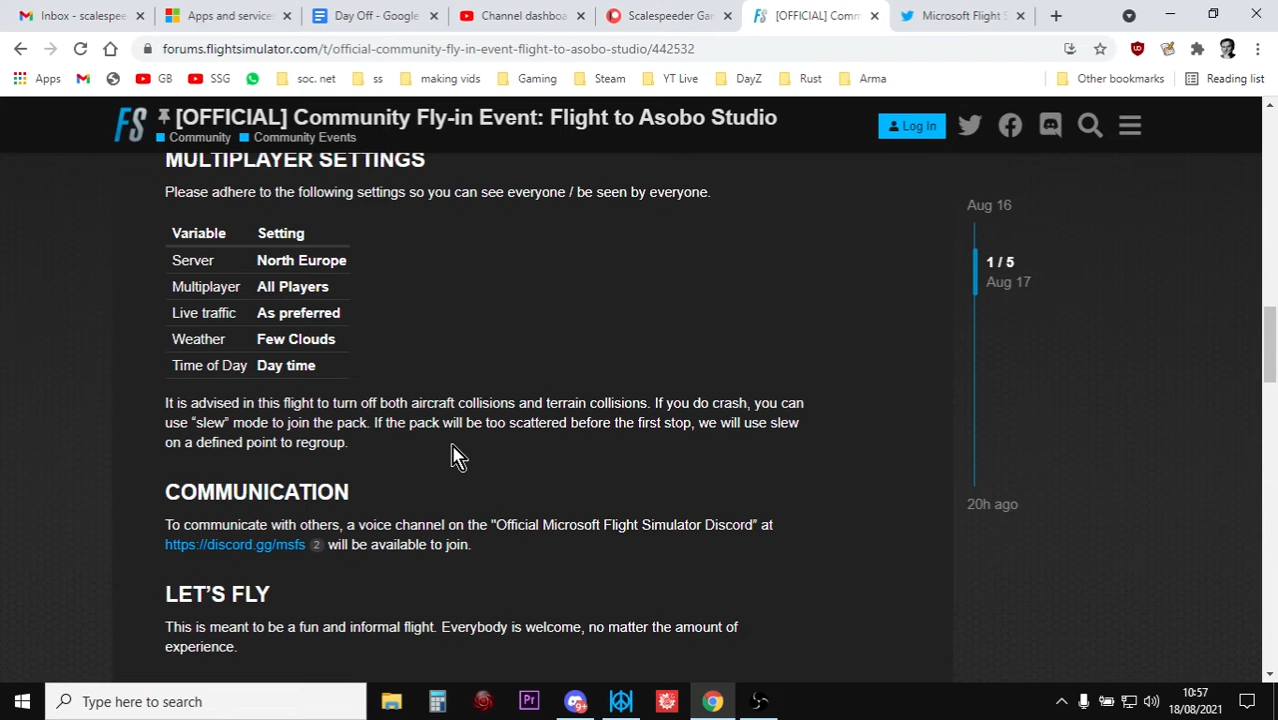 Inbox - scalespee
Apps and service
Day Off - Google
Channel dashboa
Scalespeeder Gan
[OFFICIAL] Comm
Microsoft Flight S
forums.flightsimulator.com/t/official-community-fly-in-event-flight-to-asobo-studio/442532
Apps
GB
SSG
soc. net
ss
making vids
Gaming
Steam
YT Live
DayZ
Rust
Arma
Other bookmarks
Reading list
FS
[OFFICIAL] Community Fly-in Event: Flight to Asobo Studio
Community
Community Events
Log In
MULTIPLAYER SETTINGS
Please adhere to the following settings so you can see everyone / be seen by everyone.
Variable Setting
Server North Europe
Multiplayer All Players
Live traffic As preferred
Weather Few Clouds
Time of Day Day time
It is advised in this flight to turn off both aircraft collisions and terrain collisions. If you do crash, you can
use “slew” mode to join the pack. If the pack will be too scattered before the first stop, we will use slew
on a defined point to regroup.
COMMUNICATION
To communicate with others, a voice channel on the "Official Microsoft Flight Simulator Discord” at
https://discord.gg/msfs 2 will be available to join.
LET’S FLY
This is meant to be a fun and informal flight. Everybody is welcome, no matter the amount of
experience.
Aug 16
1 / 5
Aug 17
20h ago
Type here to search
Pr
9+
10:57
18/08/2021